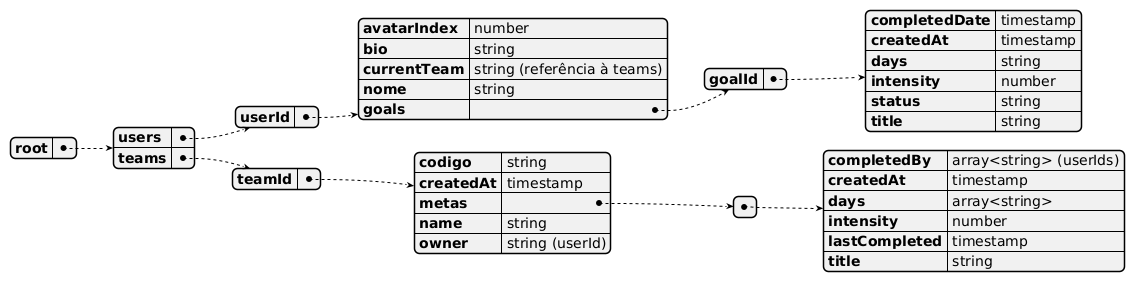 root
users
teams
userId
avatarIndex number
bio string
currentTeam string (referência à teams)
nome string
goals
goalId
completedDate timestamp
createdAt timestamp
days string
intensity number
status string
title string
teamId
codigo string
createdAt timestamp
metas
name string
owner string (userId)
completedBy array<string> (userIds)
createdAt timestamp
days array<string>
intensity number
lastCompleted timestamp
title string